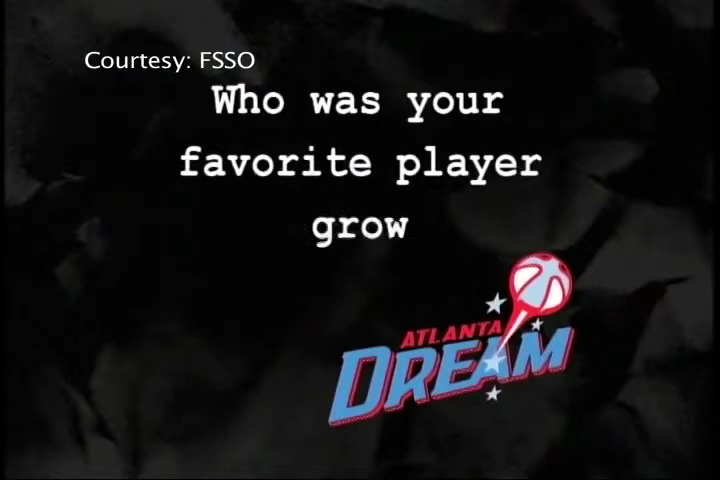 Courtesy: FSSO
Who was your
favorite player
grow
ATLANTA
DREAM